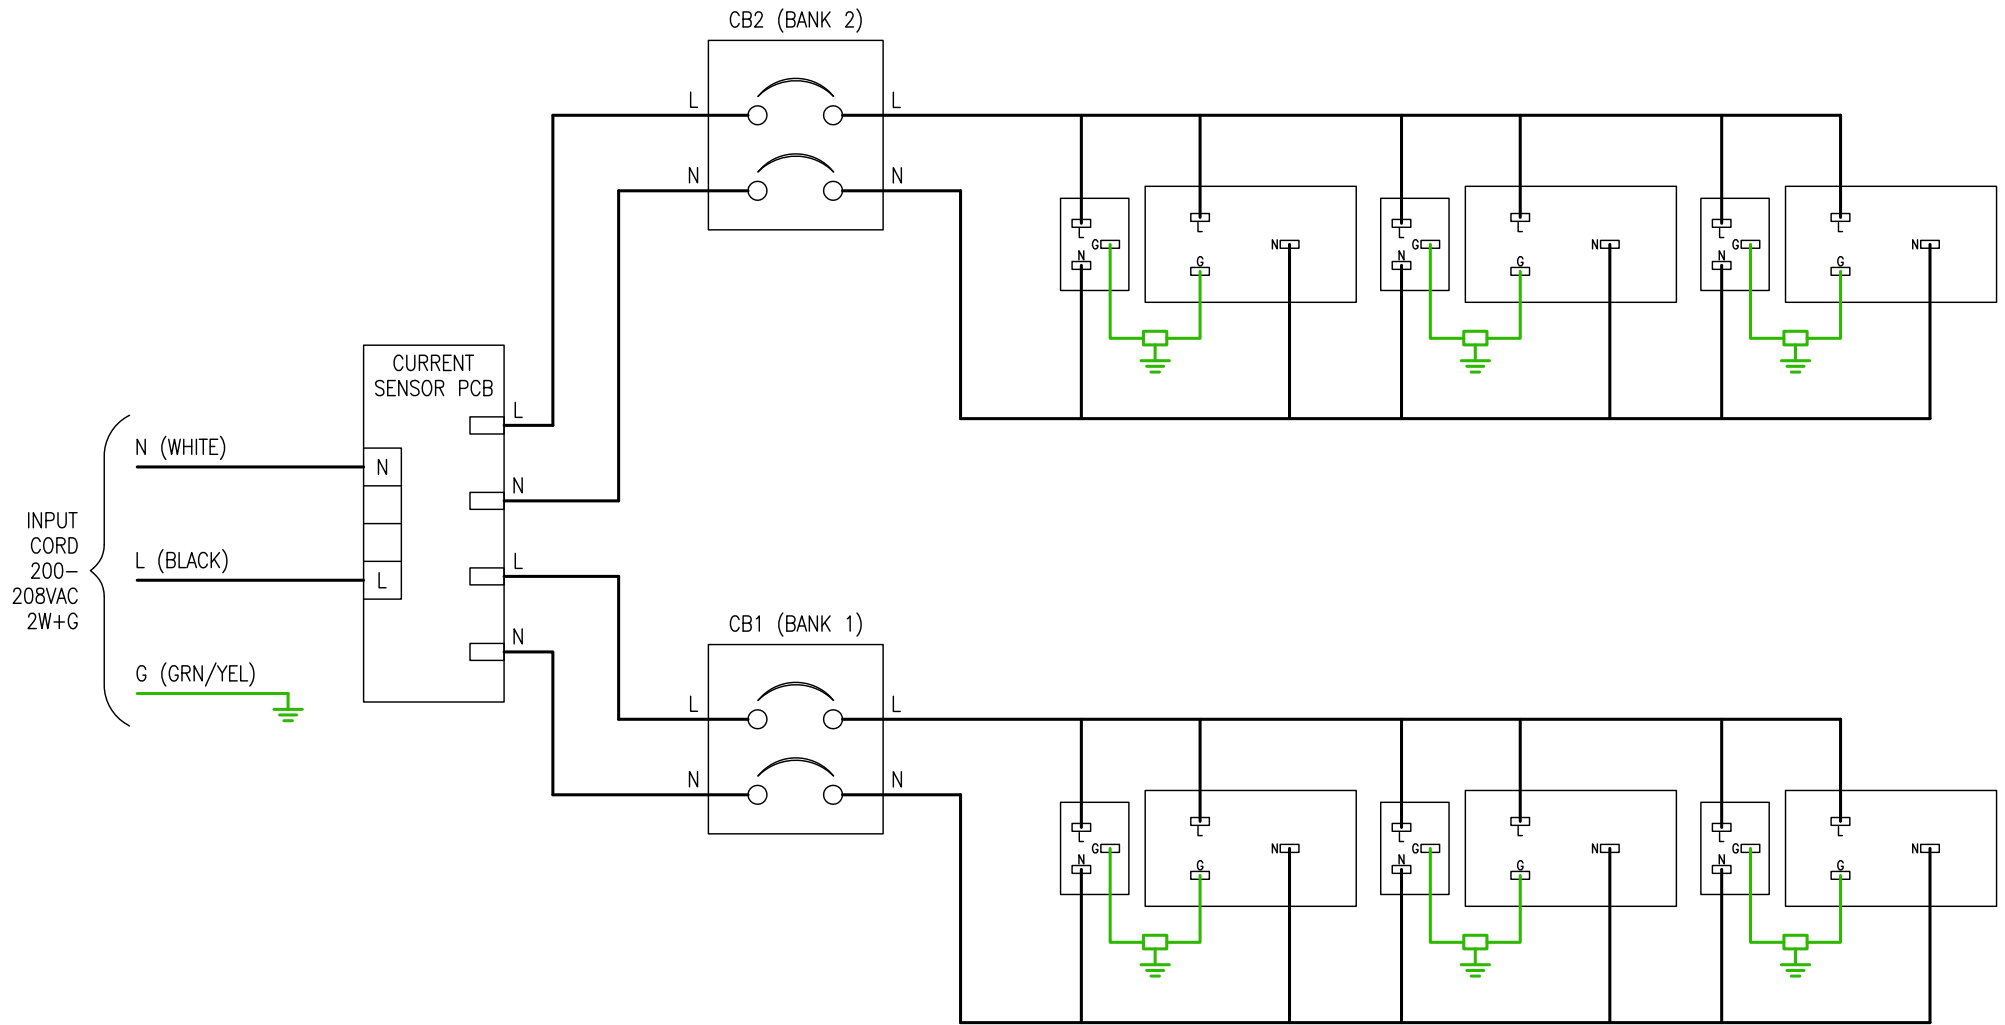 CB2 (BANK 2)
L
L
N
N
L
G
N
L
G
N
L
G
N
L
G
N
L
G
N
L
G
N
CURRENT
SENSOR PCB
L
N
L
N
N
L
N (WHITE)
L (BLACK)
G (GRN/YEL)
INPUT
CORD
200-
208VAC
2W+G
CB1 (BANK 1)
L
L
N
N
L
G
N
L
G
N
L
G
N
L
G
N
L
G
N
L
G
N